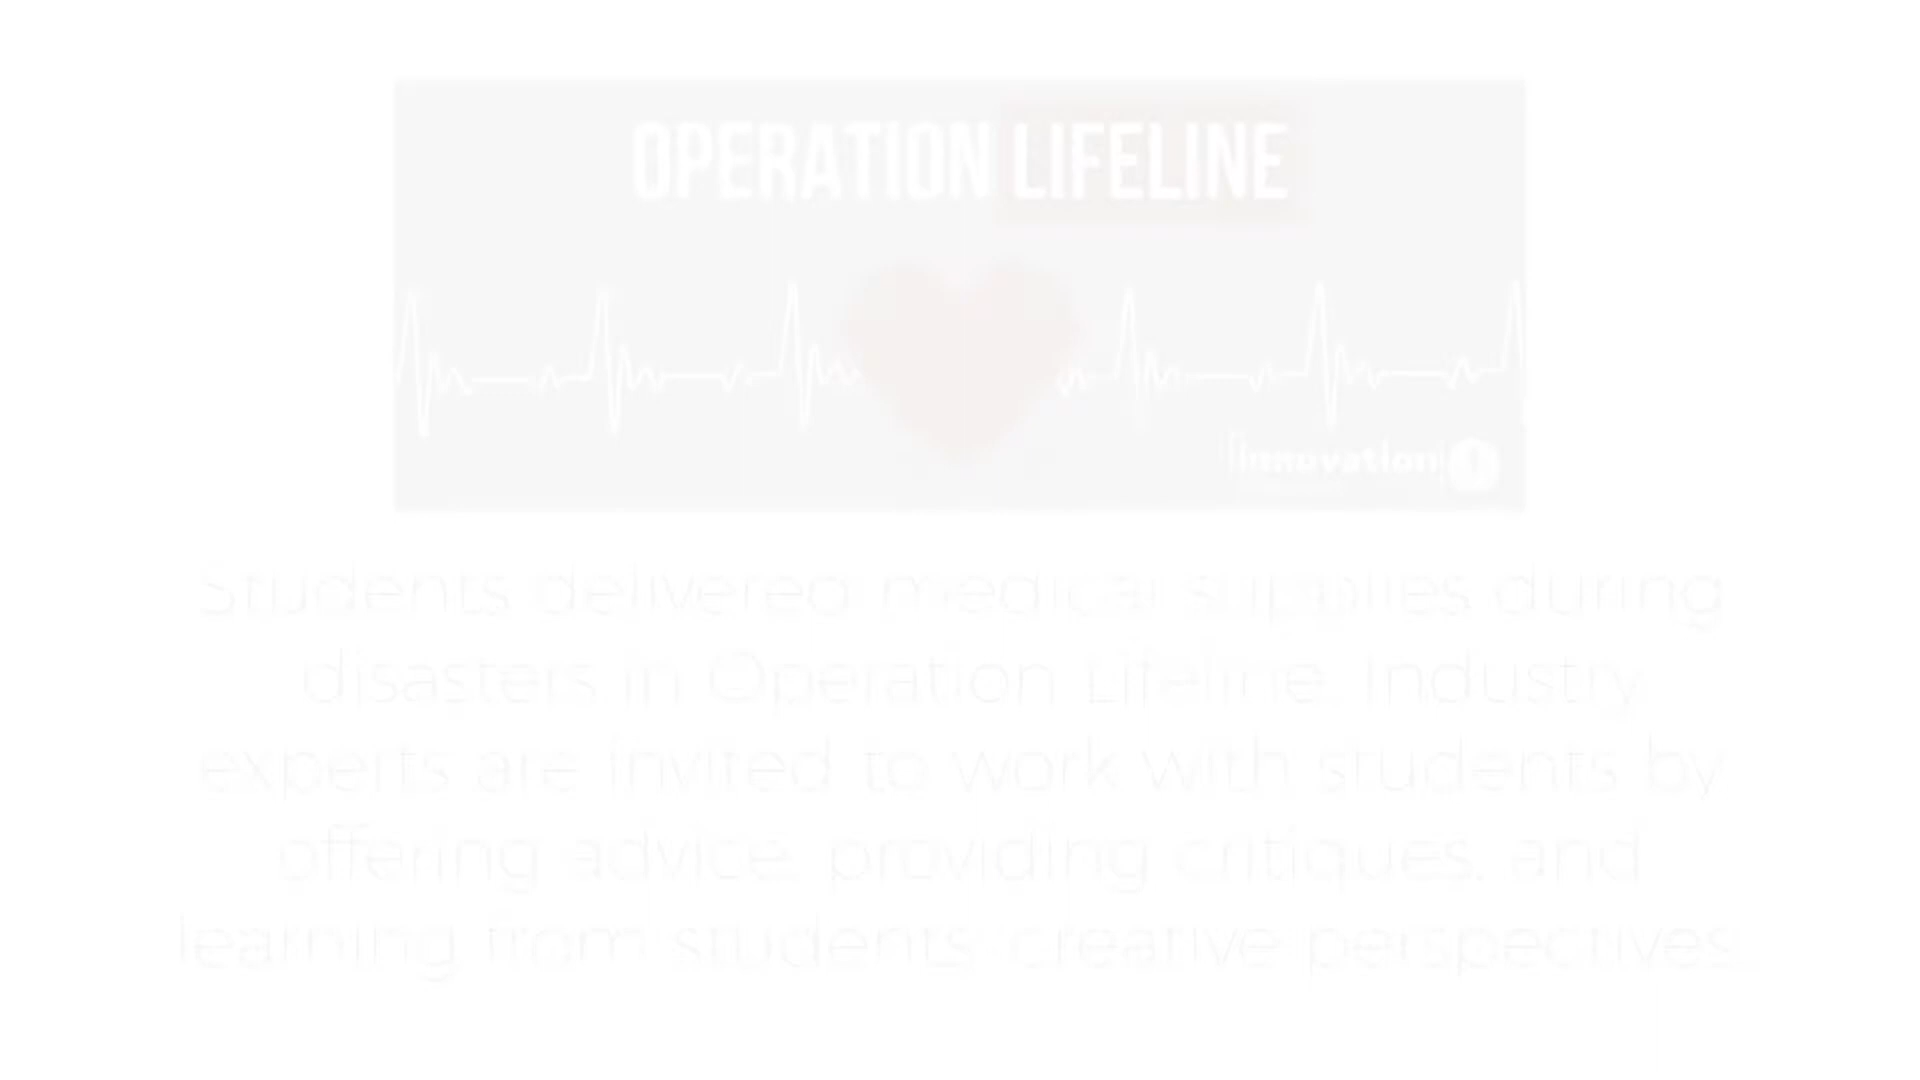 OPERATION LIFELINE
Innovation
Students delivered medical supplies during
disasters in Operation Lifeline. Industry
experts are invited to work with students by
offering advice, providing critiques, and
learning from students' creative perspectives.